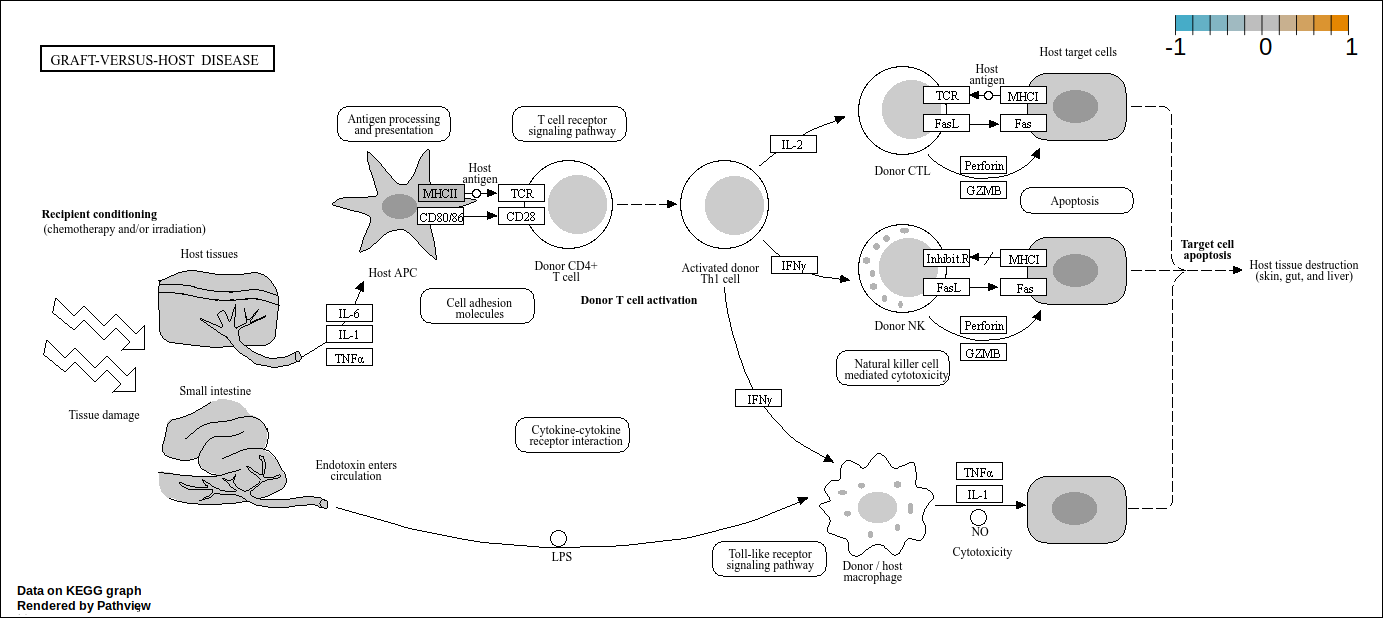 GRAFT-VERSUS-HOST DISEASE
-1
0
1
Host target cells
Antigen processing
and presentation
T cell receptor
signaling pathway
Host
antigen
TCR
MHCI
FasL
Fas
IL-2
Donor CTL
Perforin
GZMB
Apoptosis
Host
antigen
MHCII
TCR
CD80/86
CD28
Recipient conditioning
(chemotherapy and/or irradiation)
Host tissues
Host APC
Donor CD4+
T cell
Activated donor
Th1 cell
IFNγ
Inhibit.R
MHCI
FasL
Fas
Target cell
apoptosis
Host tissue destruction
(skin, gut, and liver)
Cell adhesion
molecules
Donor T cell activation
IL-6
IL-1
TNFα
Donor NK
Perforin
GZMB
Natural killer cell
mediated cytotoxicity
Small intestine
Tissue damage
IFNγ
Cytokine-cytokine
receptor interaction
Endotoxin enters
circulation
TNFα
IL-1
NO
Cytotoxicity
LPS
Toll-like receptor
signaling pathway
Donor / host
macrophage
Data on KEGG graph
Rendered by Pathview